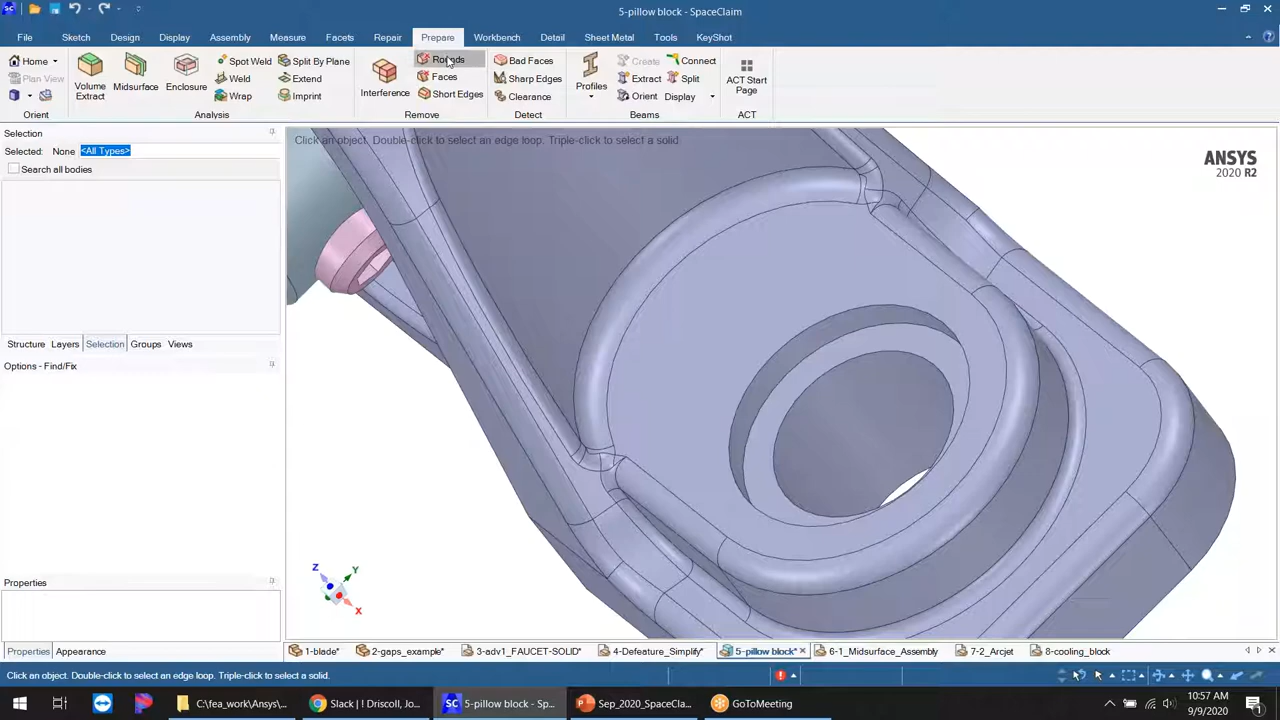 5-pillow block - SpaceClaim
File Sketch Design Display Assembly Measure Facets Repair Prepare Workbench Detail Sheet Metal Tools KeyShot
Home
Plan View
Orient
Volume Extract
Midsurface
Enclosure
Spot Weld
Weld
Wrap
Split By Plane
Extend
Imprint
Analysis
Interference
Rounds
Faces
Short Edges
Remove
Bad Faces
Sharp Edges
Clearance
Detect
Profiles
Create
Extract
Orient
Connect
Split
Display
Beams
ACT Start Page
ACT
Selection
Selected: None <All Types>
Search all bodies
Structure Layers Selection Groups Views
Options - Find/Fix
Properties
Properties Appearance
Click an object. Double-click to select an edge loop. Triple-click to select a solid.
ANSYS
2020 R2
Z
Y
X
1-blade* 2-gaps_example* 3-adv1_FAUCET-SOLID* 4-Defeature_Simplify* 5-pillow block* 6-1_Midsurface_Assembly 7-2_Arcjet 8-cooling_block
Click an object. Double-click to select an edge loop. Triple-click to select a solid.
C:\fea_work\Ansys\... Slack | ! Driscoll, Jo... 5-pillow block - Sp... Sep_2020_SpaceCla... GoToMeeting
10:57 AM
9/9/2020